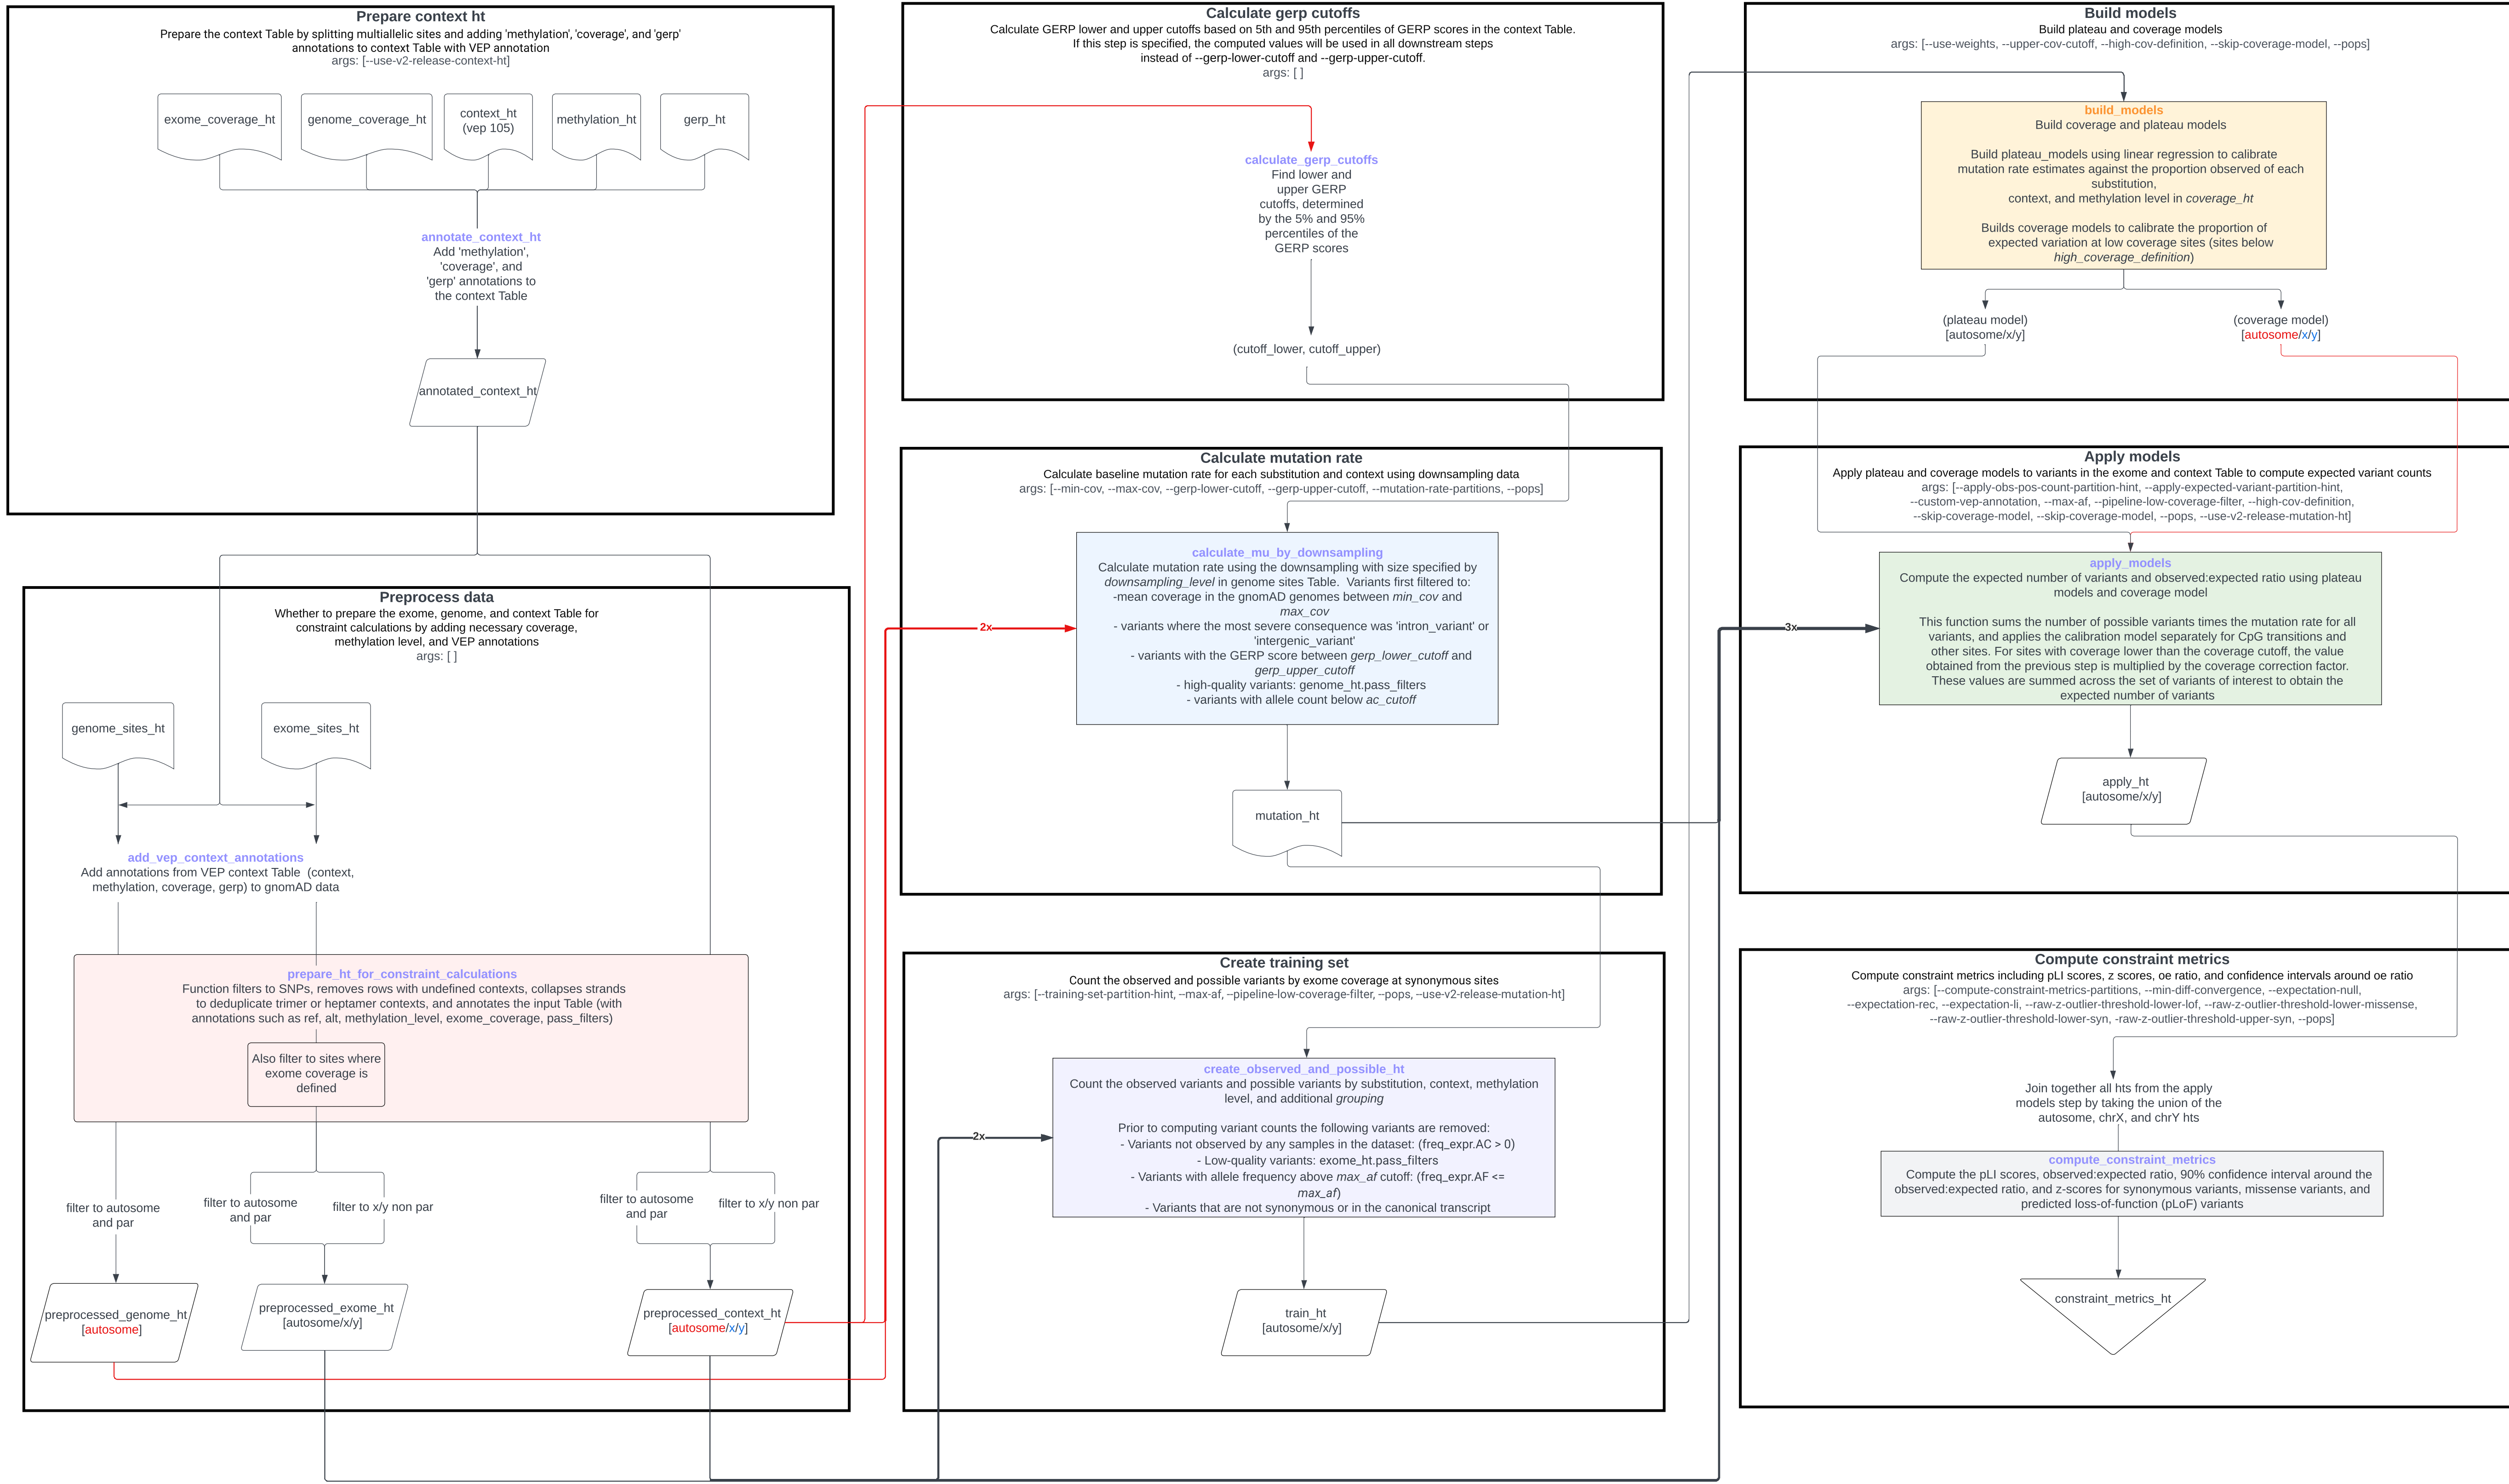 Prepare context ht
Prepare the context Table by splitting multiallelic sites and adding 'methylation', 'coverage', and 'gerp'
annotations to context Table with VEP annotation
args: [--use-v2-release-context-ht]
exome_coverage_ht
genome_coverage_ht
context_ht
(vep 105)
methylation_ht
gerp_ht
annotate_context_ht
Add 'methylation',
'coverage', and
'gerp' annotations to
the context Table
annotated_context_ht
Preprocess data
Whether to prepare the exome, genome, and context Table for
constraint calculations by adding necessary coverage,
methylation level, and VEP annotations
args: [ ]
genome_sites_ht
exome_sites_ht
add_vep_context_annotations
Add annotations from VEP context Table  (context,
methylation, coverage, gerp) to gnomAD data
prepare_ht_for_constraint_calculations
Function filters to SNPs, removes rows with undefined contexts, collapses strands
to deduplicate trimer or heptamer contexts, and annotates the input Table (with
annotations such as ref, alt, methylation_level, exome_coverage, pass_filters)
Also filter to sites where
exome coverage is
defined
filter to autosome
and par
filter to autosome
and par
filter to x/y non par
filter to autosome
and par
filter to x/y non par
preprocessed_genome_ht
[autosome]
preprocessed_exome_ht
[autosome/x/y]
preprocessed_context_ht
[autosome/x/y]
Calculate gerp cutoffs
Calculate GERP lower and upper cutoffs based on 5th and 95th percentiles of GERP scores in the context Table.
If this step is specified, the computed values will be used in all downstream steps
instead of --gerp-lower-cutoff and --gerp-upper-cutoff.
args: [ ]
calculate_gerp_cutoffs
Find lower and
upper GERP
cutoffs, determined
by the 5% and 95%
percentiles of the
GERP scores
(cutoff_lower, cutoff_upper)
Calculate mutation rate
Calculate baseline mutation rate for each substitution and context using downsampling data
args: [--min-cov, --max-cov, --gerp-lower-cutoff, --gerp-upper-cutoff, --mutation-rate-partitions, --pops]
2x
calculate_mu_by_downsampling
Calculate mutation rate using the downsampling with size specified by
downsampling_level in genome sites Table.  Variants first filtered to:
-mean coverage in the gnomAD genomes between min_cov and
max_cov
- variants where the most severe consequence was 'intron_variant' or
'intergenic_variant'
- variants with the GERP score between gerp_lower_cutoff and
gerp_upper_cutoff
- high-quality variants: genome_ht.pass_filters
- variants with allele count below ac_cutoff
mutation_ht
Create training set
Count the observed and possible variants by exome coverage at synonymous sites
args: [--training-set-partition-hint, --max-af, --pipeline-low-coverage-filter, --pops, --use-v2-release-mutation-ht]
2x
create_observed_and_possible_ht
Count the observed variants and possible variants by substitution, context, methylation
level, and additional grouping
Prior to computing variant counts the following variants are removed:
- Variants not observed by any samples in the dataset: (freq_expr.AC > 0)
- Low-quality variants: exome_ht.pass_filters
- Variants with allele frequency above max_af cutoff: (freq_expr.AF <=
max_af)
- Variants that are not synonymous or in the canonical transcript
train_ht
[autosome/x/y]
Build models
Build plateau and coverage models
args: [--use-weights, --upper-cov-cutoff, --high-cov-definition, --skip-coverage-model, --pops]
build_models
Build coverage and plateau models
Build plateau_models using linear regression to calibrate
mutation rate estimates against the proportion observed of each
substitution,
context, and methylation level in coverage_ht
Builds coverage models to calibrate the proportion of
expected variation at low coverage sites (sites below
high_coverage_definition)
(plateau model)
[autosome/x/y]
(coverage model)
[autosome/x/y]
Apply models
Apply plateau and coverage models to variants in the exome and context Table to compute expected variant counts
args: [--apply-obs-pos-count-partition-hint, --apply-expected-variant-partition-hint,
--custom-vep-annotation, --max-af, --pipeline-low-coverage-filter, --high-cov-definition,
--skip-coverage-model, --skip-coverage-model, --pops, --use-v2-release-mutation-ht]
3x
apply_models
Compute the expected number of variants and observed:expected ratio using plateau
models and coverage model
This function sums the number of possible variants times the mutation rate for all
variants, and applies the calibration model separately for CpG transitions and
other sites. For sites with coverage lower than the coverage cutoff, the value
obtained from the previous step is multiplied by the coverage correction factor.
These values are summed across the set of variants of interest to obtain the
expected number of variants
apply_ht
[autosome/x/y]
Compute constraint metrics
Compute constraint metrics including pLI scores, z scores, oe ratio, and confidence intervals around oe ratio
args: [--compute-constraint-metrics-partitions, --min-diff-convergence, --expectation-null,
--expectation-rec, --expectation-li, --raw-z-outlier-threshold-lower-lof, --raw-z-outlier-threshold-lower-missense,
--raw-z-outlier-threshold-lower-syn, -raw-z-outlier-threshold-upper-syn, --pops]
Join together all hts from the apply
models step by taking the union of the
autosome, chrX, and chrY hts
compute_constraint_metrics
Compute the pLI scores, observed:expected ratio, 90% confidence interval around the
observed:expected ratio, and z-scores for synonymous variants, missense variants, and
predicted loss-of-function (pLoF) variants
constraint_metrics_ht